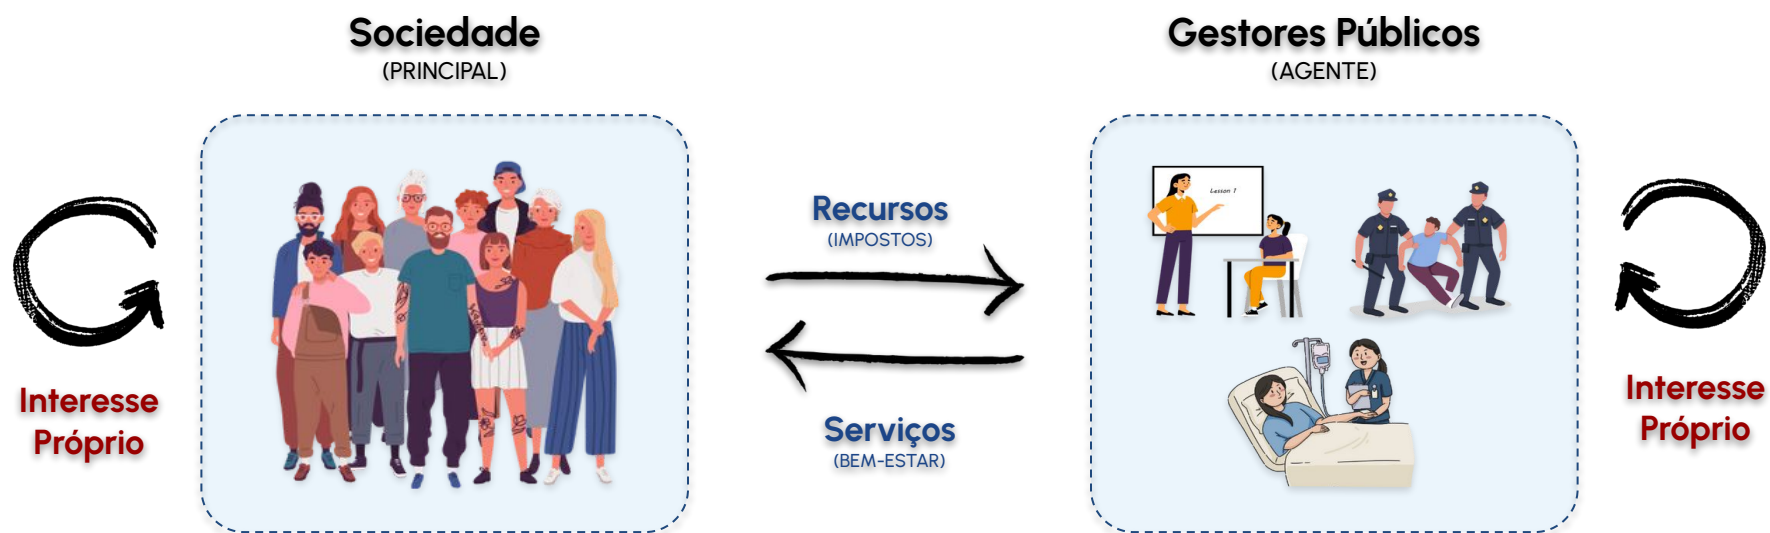 Sociedade
(PRINCIPAL)
Gestores Públicos
(AGENTE)
Lesson 1
Recursos
(IMPOSTOS)
Interesse
Próprio
Serviços
(BEM-ESTAR)
Interesse
Próprio